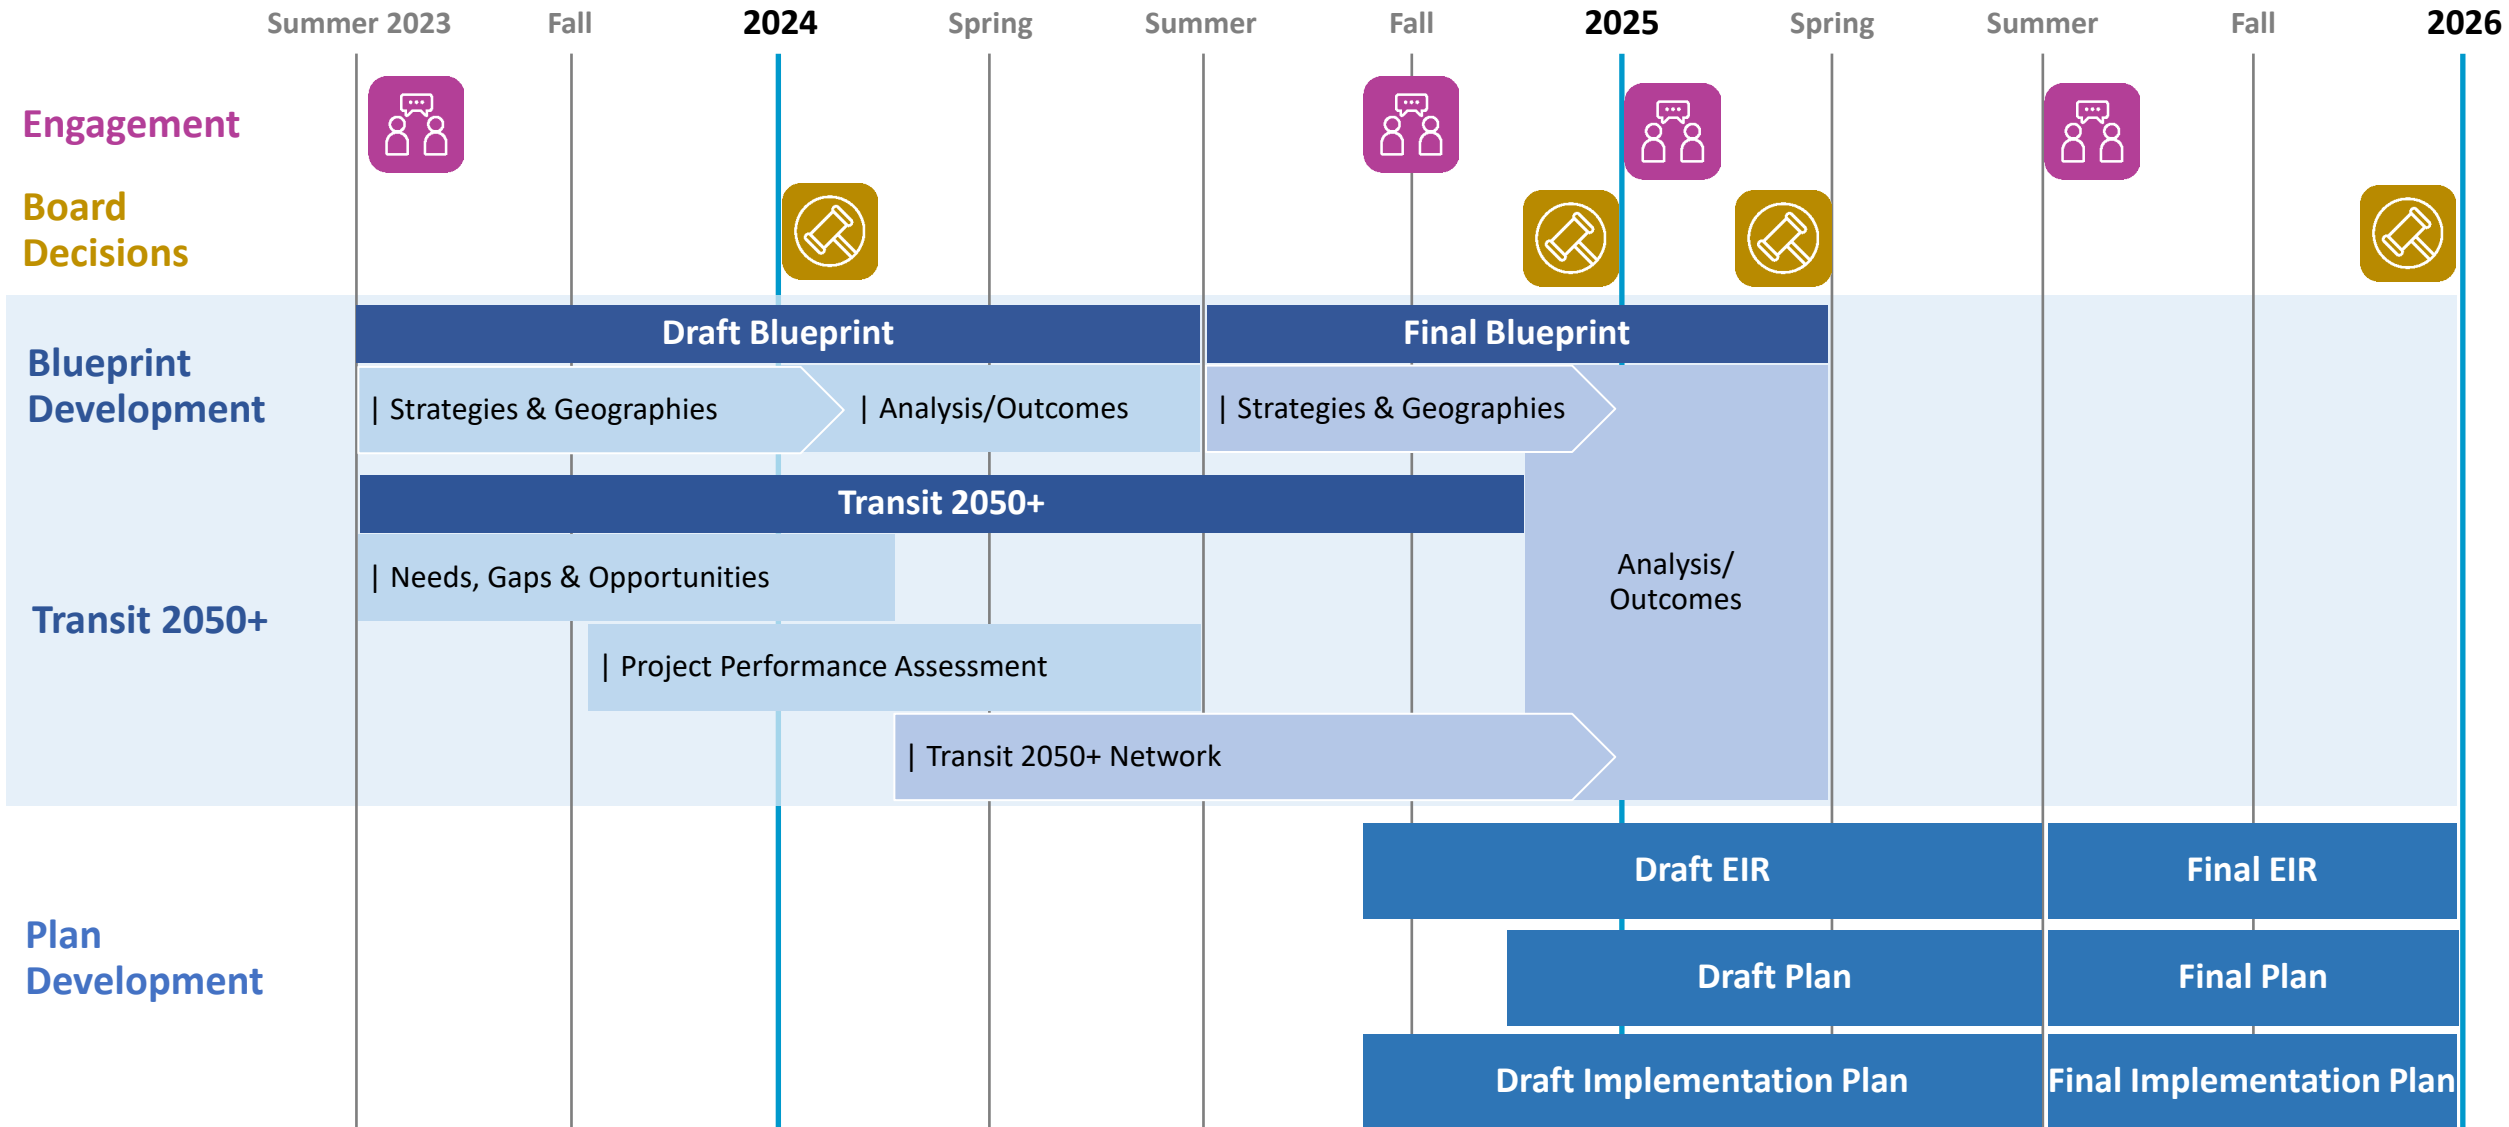 Summer 2023
Fall
2024
Spring
Summer
Fall
2025
Spring
Summer
Fall
2026
Engagement
Board
Decisions
Blueprint
Development
Draft Blueprint
Final Blueprint
| Strategies & Geographies
| Analysis/Outcomes
| Strategies & Geographies
Transit 2050+
Transit 2050+
| Needs, Gaps & Opportunities
Analysis/
Outcomes
| Project Performance Assessment
| Transit 2050+ Network
Plan
Development
Draft EIR
Final EIR
Draft Plan
Final Plan
Draft Implementation Plan
Final Implementation Plan